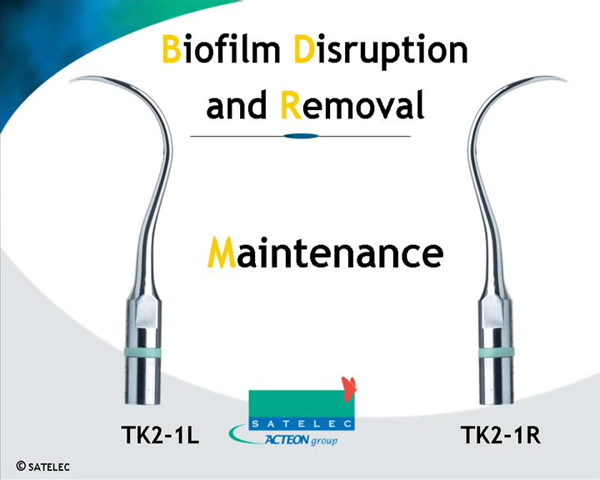 Biofilm Disruption
and Removal
Maintenance
SATELEC
ACTEON group
TK2-1L
TK2-1R
© SATELEC